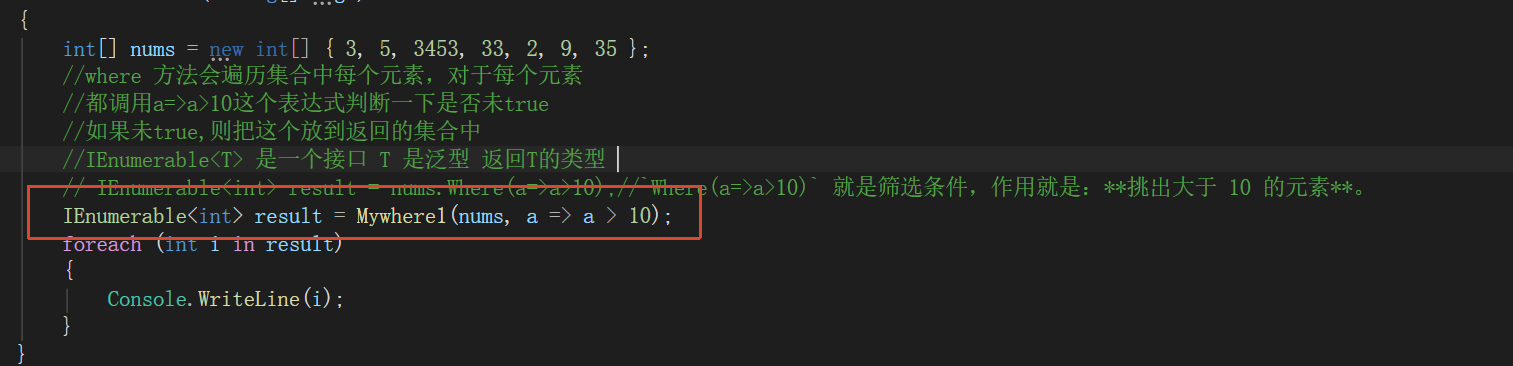 {
int[] nums = new int[] { 3, 5, 3453, 33, 2, 9, 35 };
//where 方法会遍历集合中每个元素，对于每个元素
//都调用a=>a>10这个表达式判断一下是否未true
//如果未true,则把这个放到返回的集合中
//IEnumerable<T> 是一个接口 T 是泛型 返回T的类型
// IEnumerable<int> result = nums.Where(a=>a>10);//`Where(a=>a>10)` 就是筛选条件，作用就是：**挑出大于 10 的元素**。
IEnumerable<int> result = Mywhere1(nums, a => a > 10);
foreach (int i in result)
{
Console.WriteLine(i);
}
}